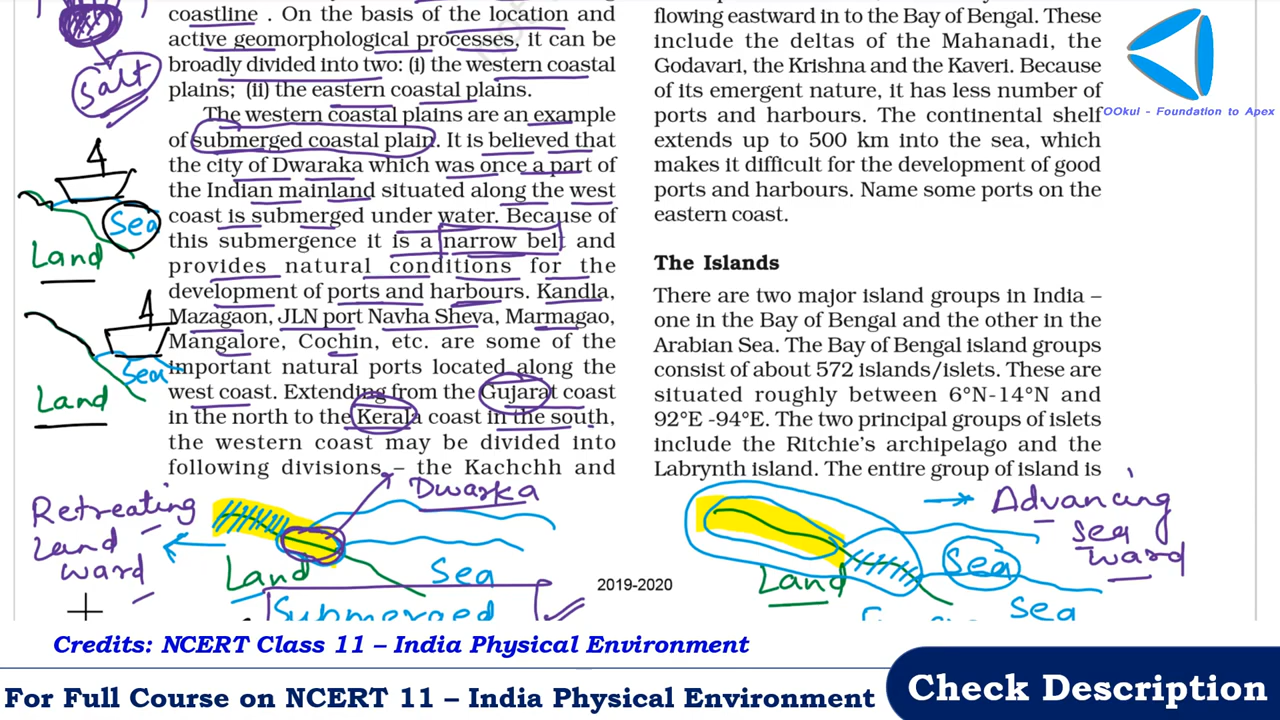 coastline . On the basis of the location and
active geomorphological processes, it can be
broadly divided into two: (i) the western coastal
plains; (ii) the eastern coastal plains.
The western coastal plains are an example
of submerged coastal plain. It is believed that
the city of Dwaraka which was once a part of
the Indian mainland situated along the west
coast is submerged under water. Because of
this submergence it is a narrow belt and
provides natural conditions for the
development of ports and harbours. Kandla,
Mazagaon, JLN port Navha Sheva, Marmagao,
Mangalore, Cochin, etc. are some of the
important natural ports located along the
west coast. Extending from the Gujarat coast
in the north to the Kerala coast in the south,
the western coast may be divided into
following divisions – the Kachchh and
Salt
Sea
Land
Sea
Land
Retreating
Land
ward
Dwarka
Land
Sea
Submerged
flowing eastward in to the Bay of Bengal. These
include the deltas of the Mahanadi, the
Godavari, the Krishna and the Kaveri. Because
of its emergent nature, it has less number of
ports and harbours. The continental shelf
extends up to 500 km into the sea, which
makes it difficult for the development of good
ports and harbours. Name some ports on the
eastern coast.
The Islands
There are two major island groups in India –
one in the Bay of Bengal and the other in the
Arabian Sea. The Bay of Bengal island groups
consist of about 572 islands/islets. These are
situated roughly between 6°N-14°N and
92°E -94°E. The two principal groups of islets
include the Ritchie’s archipelago and the
Labrynth island. The entire group of island is
Advancing
Sea
ward
Sea
Land
Sea
2019-2020
OOkul - Foundation to Apex
Credits: NCERT Class 11 – India Physical Environment
For Full Course on NCERT 11 – India Physical Environment
Check Description